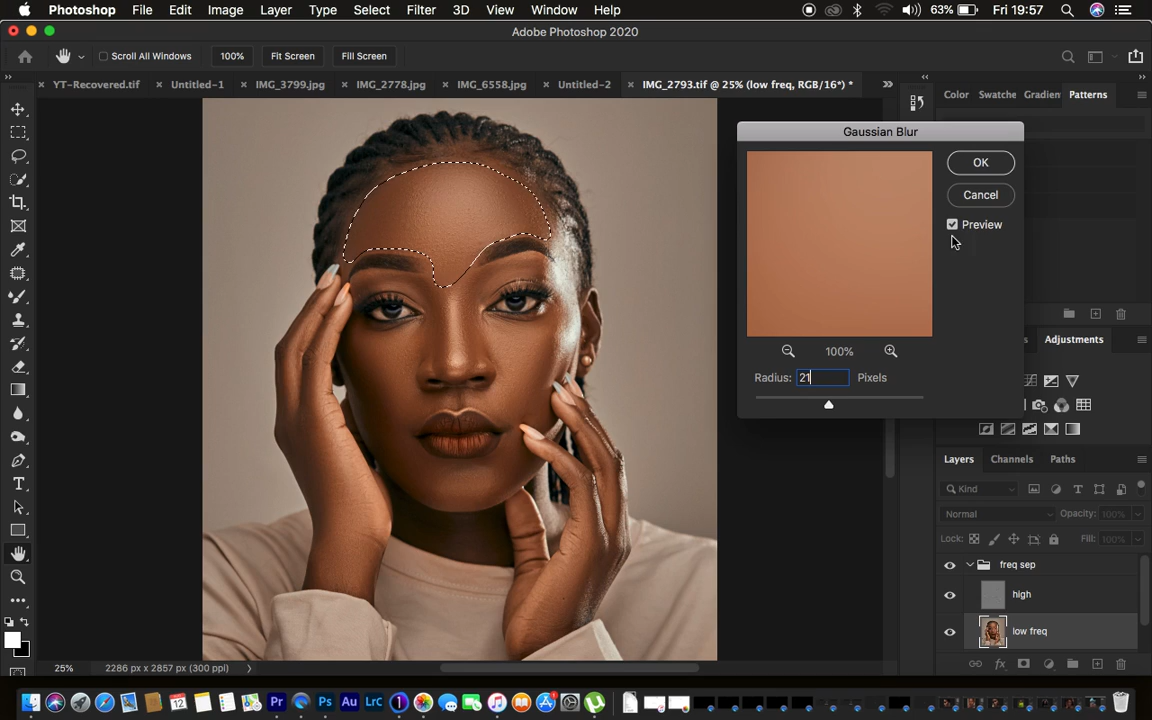 Photoshop File Edit Image Layer Type Select Filter 3D View Window Help 63% Fri 19:57
Adobe Photoshop 2020
Scroll All Windows 100% Fit Screen Fill Screen
YT-Recovered.tif Untitled-1 IMG_3799.jpg IMG_2778.jpg IMG_6558.jpg Untitled-2 IMG_2793.tif @ 25% (low freq, RGB/16*) *
Color Swatche Gradien Patterns
Gaussian Blur
OK
Cancel
Preview
100%
Radius: 21 Pixels
Adjustments
Layers Channels Paths
Kind
Normal Opacity: 100%
Lock: Fill: 100%
freq sep
high
low freq
25% 2286 px x 2857 px (300 ppi)
Pr Ps Au LrC